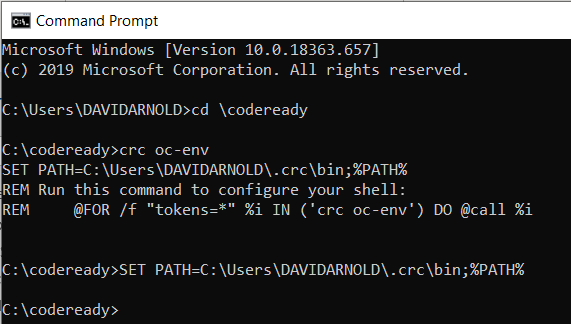 Command Prompt
Microsoft Windows [Version 10.0.18363.657]
(c) 2019 Microsoft Corporation. All rights reserved.
C:\Users\DAVIDARNOLD>cd \codeready
C:\codeready>crc oc-env
SET PATH=C:\Users\DAVIDARNOLD\.crc\bin;%PATH%
REM Run this command to configure your shell:
REM     @FOR /f "tokens=*" %i IN ('crc oc-env') DO @call %i
C:\codeready>SET PATH=C:\Users\DAVIDARNOLD\.crc\bin;%PATH%
C:\codeready>